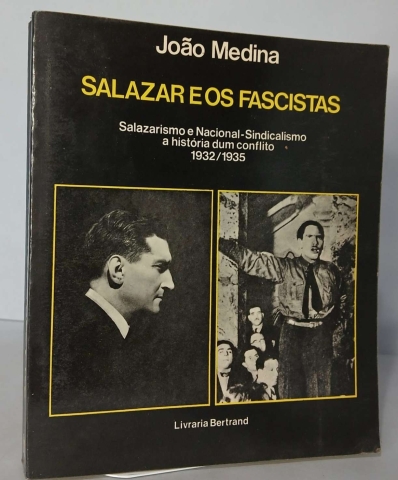 João Medina
SALAZAR E OS FASCISTAS
Salazarismo e Nacional-Sindicalismo
a história dum conflito
1932/1935
Livraria Bertrand